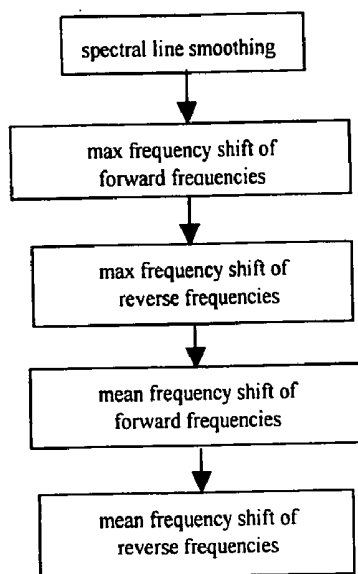 spectral line smoothing
max frequency shift of
forward frequencies
max frequency shift of
reverse frequencies
mean frequency shift of
forward frequencies
mean frequency shift of
reverse frequencies